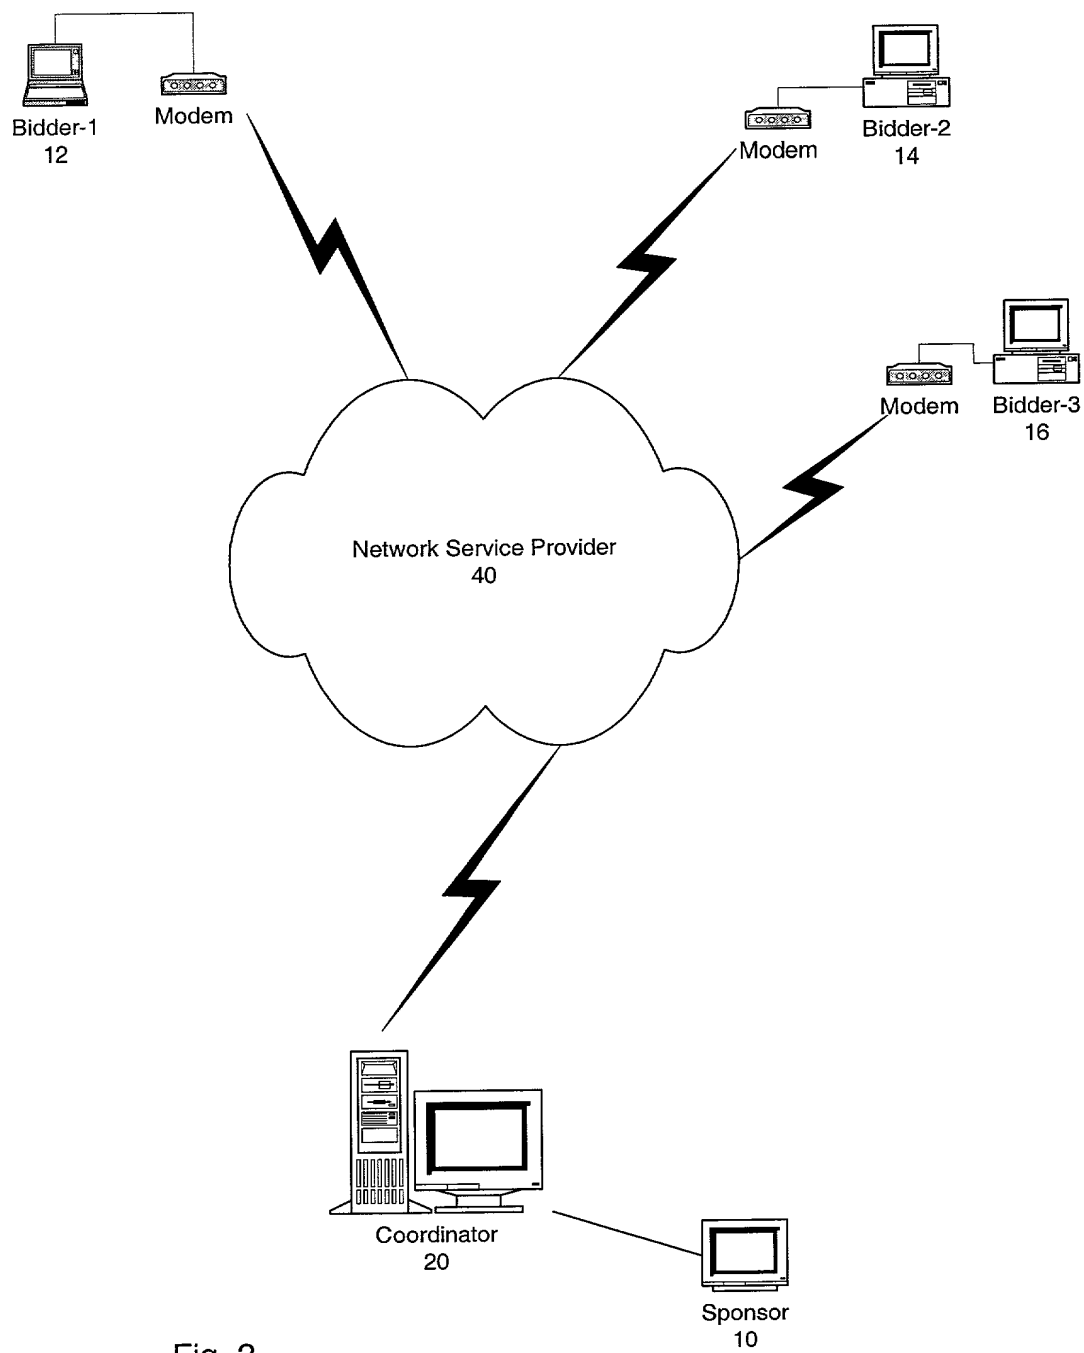 Modem
Bidder-1
12
Bidder-2
14
Modem
Modem
Bidder-3
16
Network Service Provider
40
Coordinator
20
Sponsor
10